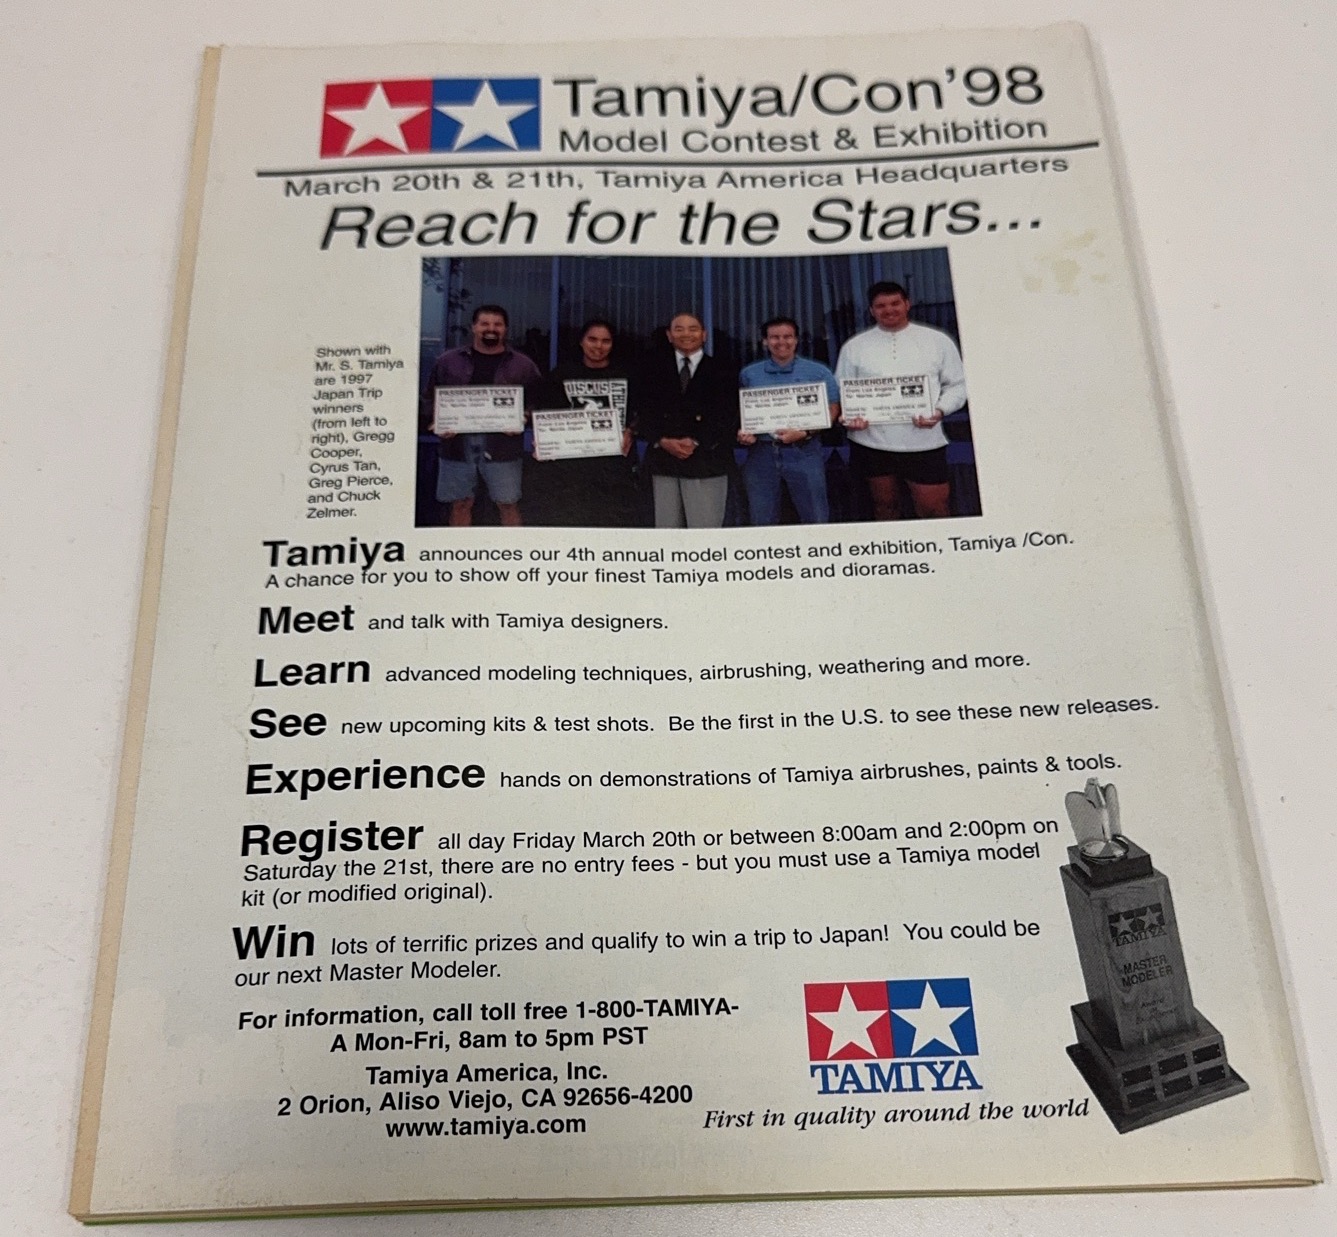 Tamiya/Con'98
Model Contest & Exhibition
March 20th & 21th, Tamiya America Headquarters
Reach for the Stars...
Shown with
Mr. S. Tamiya
are 1997
Japan Trip
winners
(from left to
right), Gregg
Cooper,
Cyrus Tan,
Greg Pierce,
and Chuck
Zelmer.
PASSENGER TICKET
DISCUS
PASSENGER TICKET
PASSENGER TICKET
PASSENGER TICKET
Tamiya announces our 4th annual model contest and exhibition, Tamiya /Con.
A chance for you to show off your finest Tamiya models and dioramas.
Meet and talk with Tamiya designers.
Learn advanced modeling techniques, airbrushing, weathering and more.
See new upcoming kits & test shots. Be the first in the U.S. to see these new releases.
Experience hands on demonstrations of Tamiya airbrushes, paints & tools.
Register all day Friday March 20th or between 8:00am and 2:00pm on
Saturday the 21st, there are no entry fees - but you must use a Tamiya model
kit (or modified original).
Win lots of terrific prizes and qualify to win a trip to Japan! You could be
our next Master Modeler.
For information, call toll free 1-800-TAMIYA-
A Mon-Fri, 8am to 5pm PST
Tamiya America, Inc.
2 Orion, Aliso Viejo, CA 92656-4200
www.tamiya.com
TAMIYA
First in quality around the world
TAMIYA
MASTER
MODELER